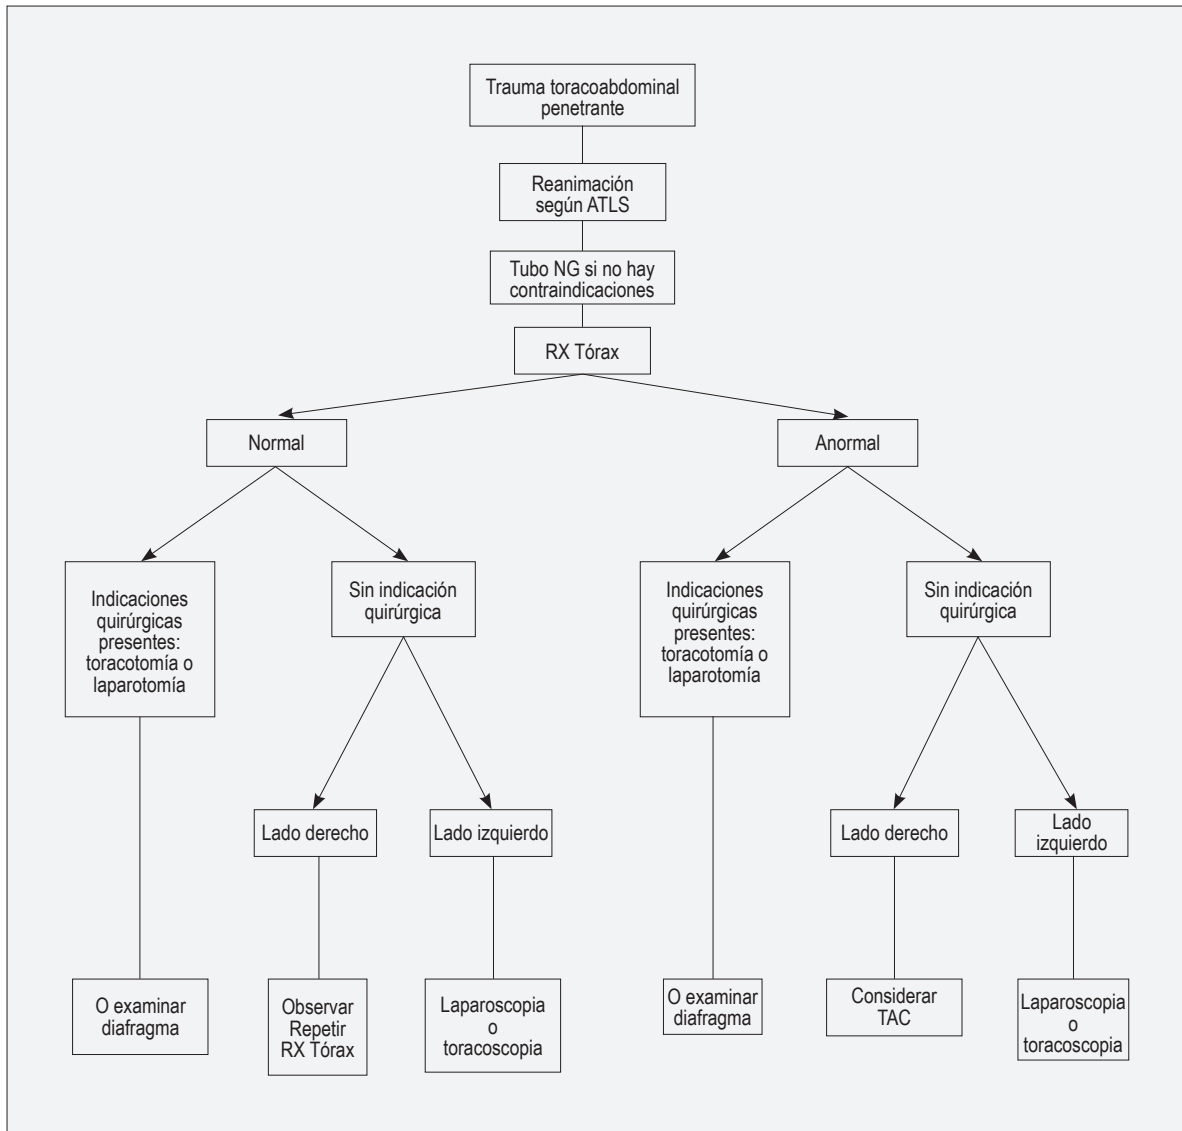 Trauma toracoabdominal
penetrante
Reanimación
según ATLS
Tubo NG si no hay
contraindicaciones
RX Tórax
Normal
Anormal
Indicaciones
quirúrgicas
presentes:
toracotomía o
laparotomía
Sin indicación
quirúrgica
Indicaciones
quirúrgicas
presentes:
toracotomía o
laparotomía
Sin indicación
quirúrgica
Lado derecho
Lado izquierdo
Lado derecho
Lado
izquierdo
O examinar
diafragma
Observar
Repetir
RX Tórax
Laparoscopia
o
toracoscopia
O examinar
diafragma
Considerar
TAC
Laparoscopia
o
toracoscopia